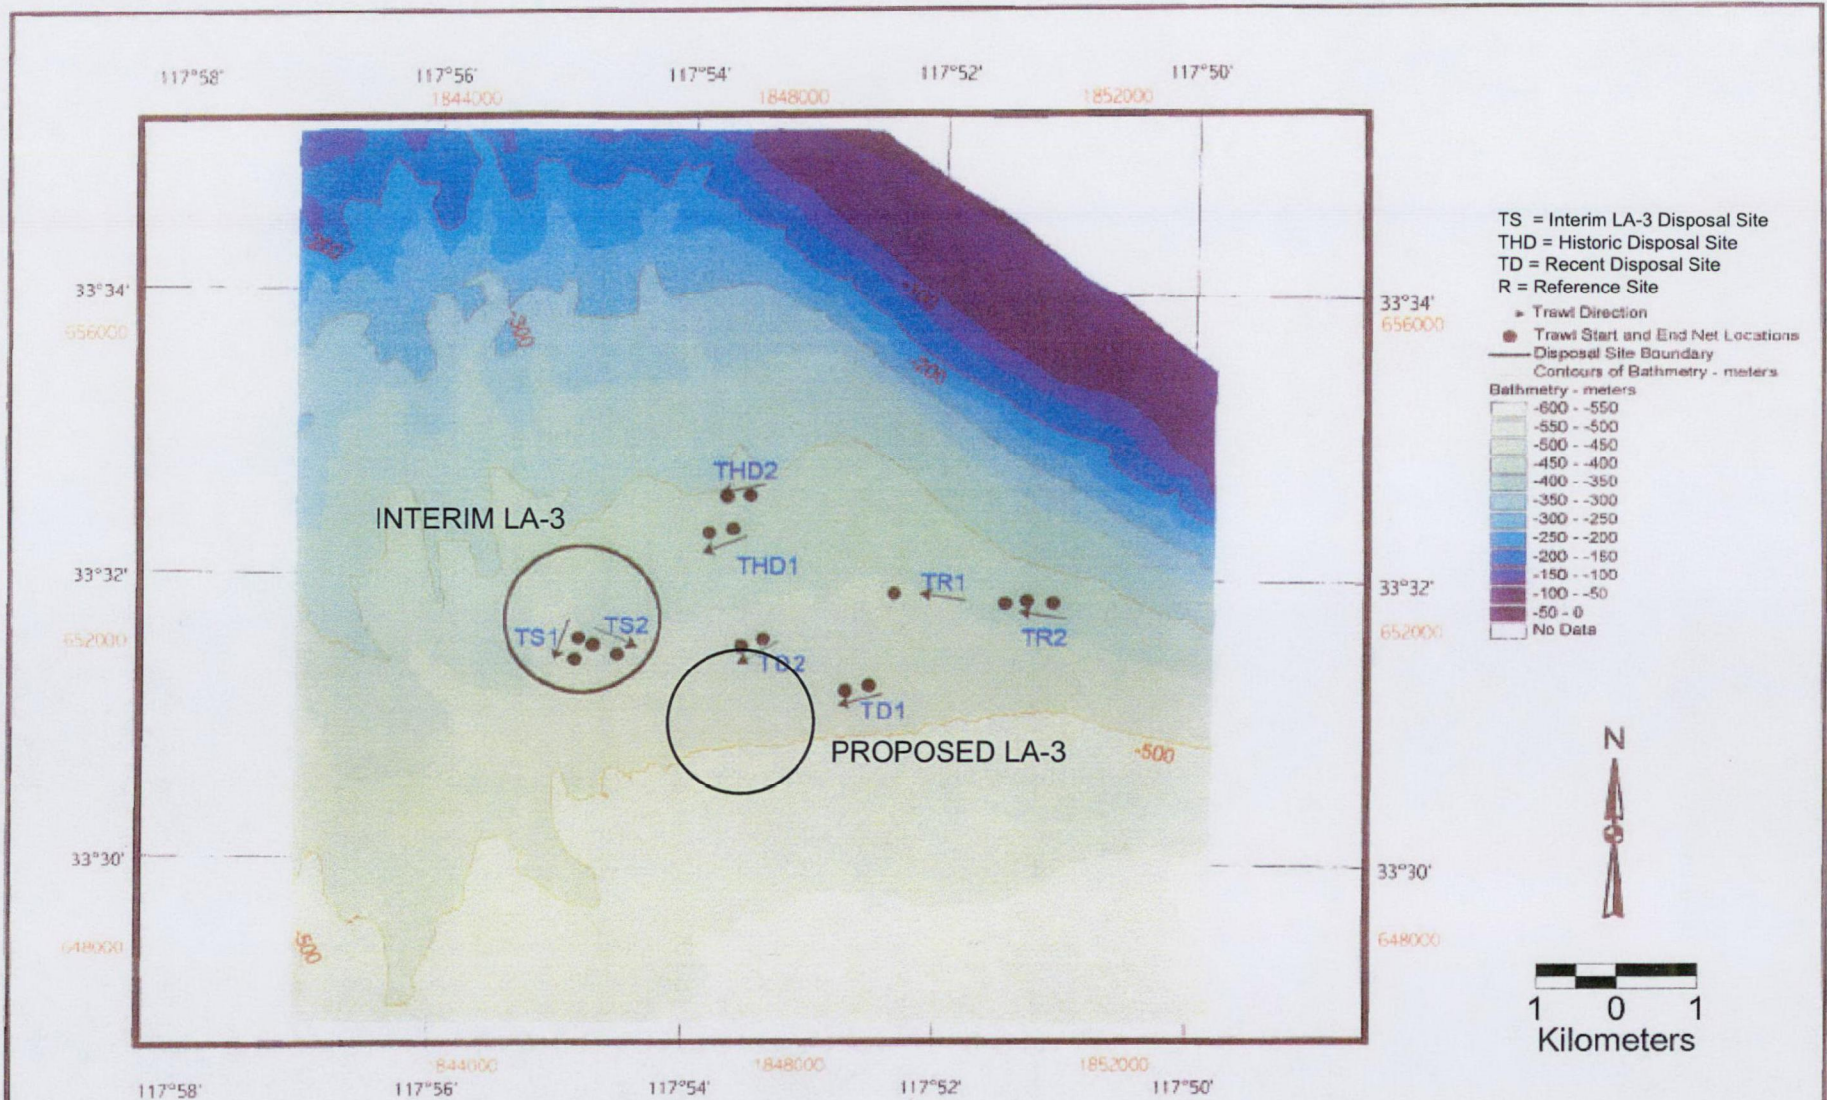 117°58' 117°56' 117°54' 117°52' 117°50'
1844000 1848000 1852000
33°34' 33°34'
656000 656000
-300
-300
-200
THD2
INTERIM LA-3
THD1
33°32' 33°32'
TR1
TR2
TS1 TS2
652000 652000
TD2
TD1
PROPOSED LA-3
-500
33°30' 33°30'
648000 648000
-500
844000 1848000 1852000
117°58' 117°56' 117°54' 117°52' 117°50'
TS = Interim LA-3 Disposal Site
THD = Historic Disposal Site
TD = Recent Disposal Site
R = Reference Site
Trawl Direction
Trawl Start and End Net Locations
Disposal Site Boundary
Contours of Bathmetry - meters
Bathmetry - meters
-600 - -550
-550 - -500
-500 - -450
-450 - -400
-400 - -350
-350 - -300
-300 - -250
-250 - -200
-200 - -150
-150 - -100
-100 - -50
-50 - 0
No Data
N
1 0 1
Kilometers